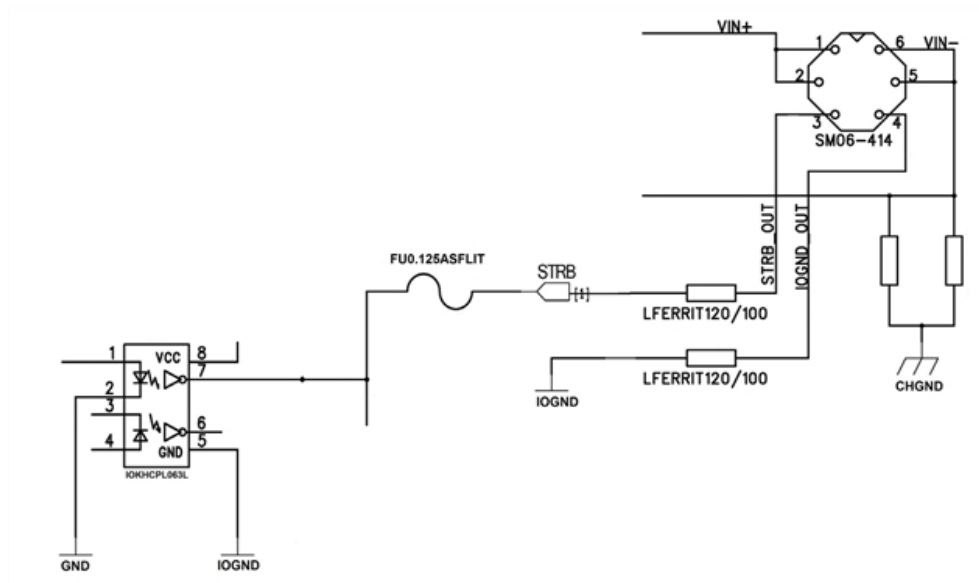 VIN+
1
6
VIN-
2
5
3
4
SM06-414
STRB_OUT
IOGND_OUT
FU0.125ASFLIT
STRB
[1]
LFERRIT120/100
LFERRIT120/100
IOGND
CHGND
1
VCC
8
7
2
3
6
4
GND
5
IOKHCPL063L
GND
IOGND